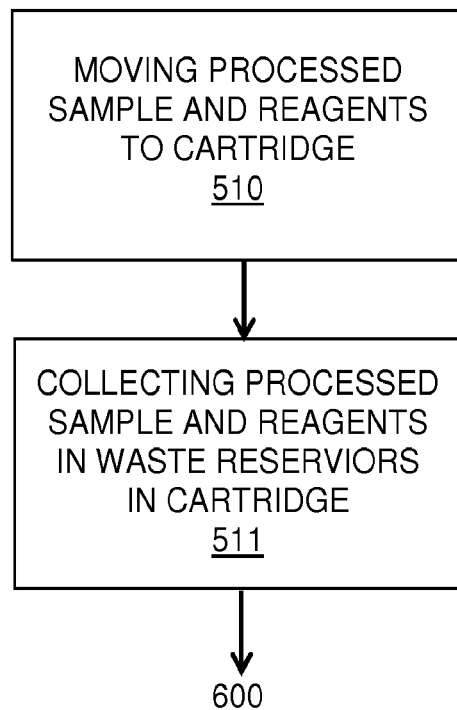 MOVING PROCESSED
SAMPLE AND REAGENTS
TO CARTRIDGE
510
COLLECTING PROCESSED
SAMPLE AND REAGENTS
IN WASTE RESERVIORS
IN CARTRIDGE
511
600